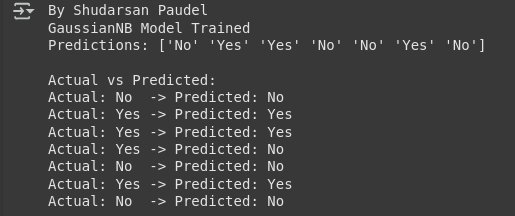 By Shudarsan Paudel
GaussianNB Model Trained
Predictions: ['No' 'Yes' 'Yes' 'No' 'No' 'Yes' 'No']

Actual vs Predicted:
Actual: No  -> Predicted: No
Actual: Yes -> Predicted: Yes
Actual: Yes -> Predicted: Yes
Actual: Yes -> Predicted: No
Actual: No  -> Predicted: No
Actual: Yes -> Predicted: Yes
Actual: No  -> Predicted: No